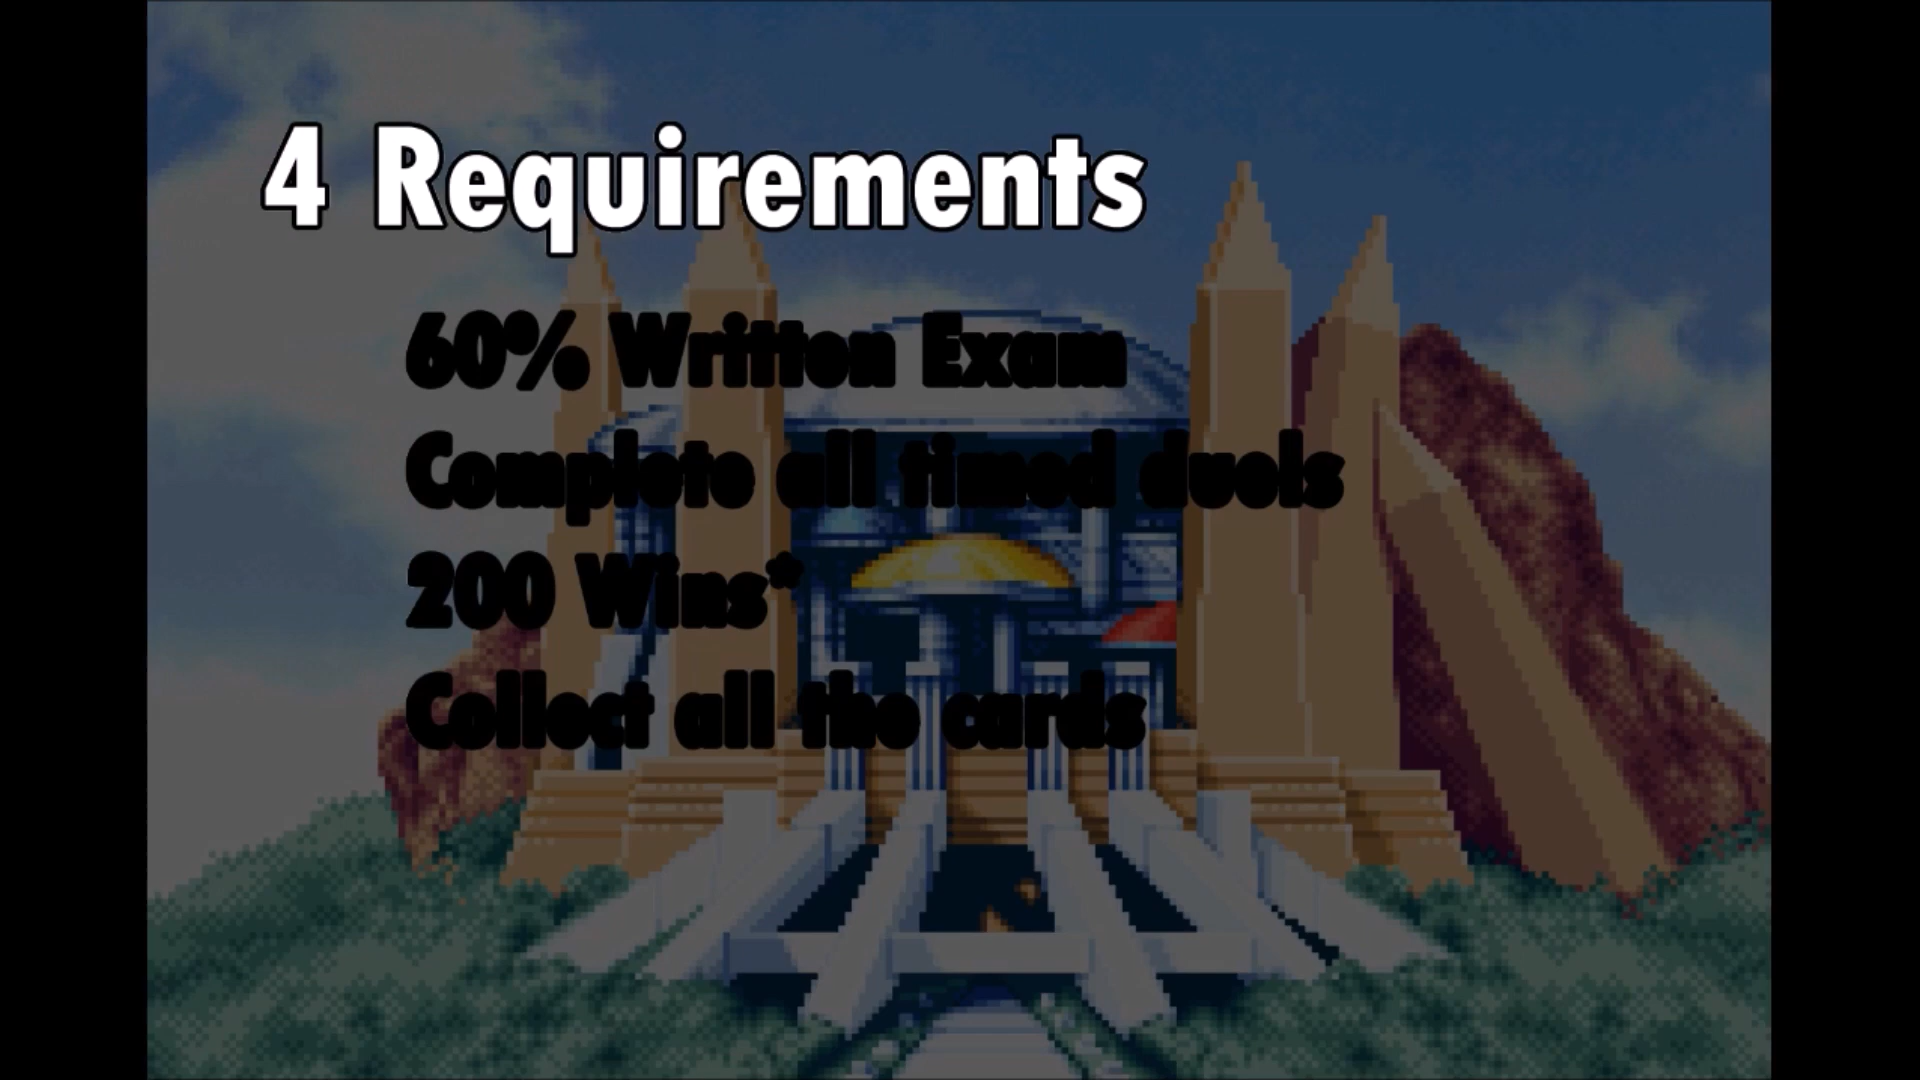 4 Requirements
60% Written Exam
Complete all timed duels
200 Wins*
Collect all the cards